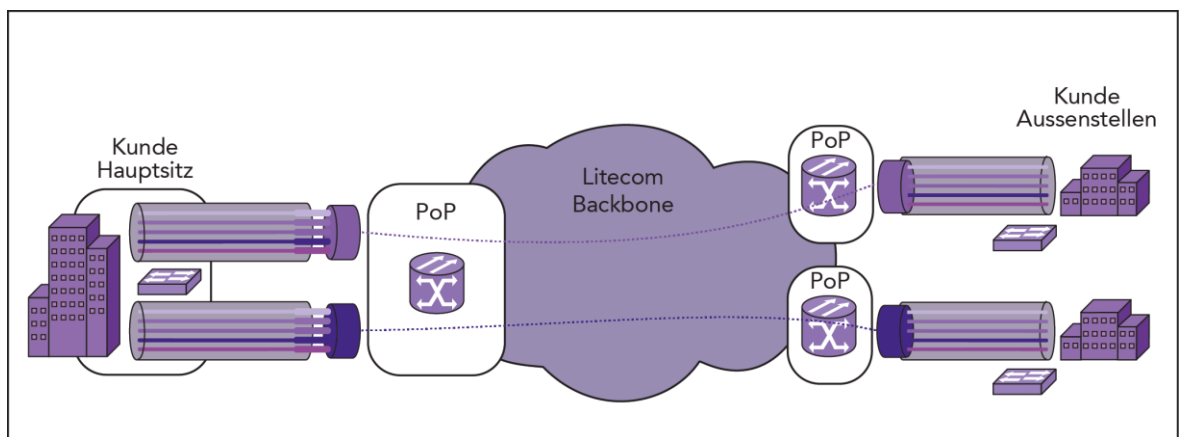 Kunde
Hauptsitz
PoP
Litecom
Backbone
PoP
Kunde
Aussenstellen
PoP